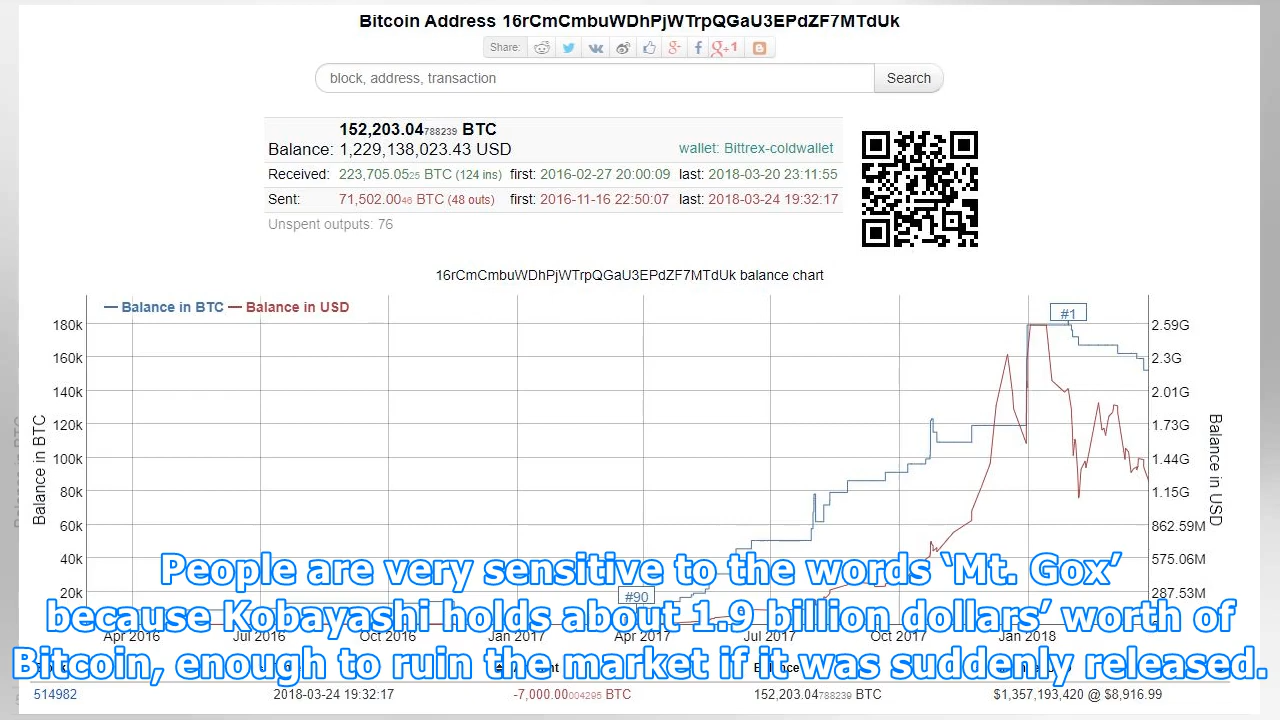 Bitcoin Address 16rCmCmbuWDhPjWTrpQGaU3EPdZF7MTdUk
Share:
block, address, transaction Search
152,203.04788239 BTC
Balance: 1,229,138,023.43 USD wallet: Bittrex-coldwallet
Received: 223,705.0525 BTC (124 ins) first: 2016-02-27 20:00:09 last: 2018-03-20 23:11:55
Sent: 71,502.0046 BTC (48 outs) first: 2016-11-16 22:50:07 last: 2018-03-24 19:32:17
Unspent outputs: 76
16rCmCmbuWDhPjWTrpQGaU3EPdZF7MTdUk balance chart
Balance in BTC Balance in USD
#1
180k 2.59G
160k 2.3G
140k 2.01G
120k 1.73G
100k 1.44G
80k 1.15G
60k 862.59M
40k 575.06M
20k 287.53M
Balance in BTC
Balance in USD
#90
People are very sensitive to the words ‘Mt. Gox’
because Kobayashi holds about 1.9 billion dollars’ worth of
Bitcoin, enough to ruin the market if it was suddenly released.
Apr 2016 Jul 2016 Oct 2016 Jan 2017 Apr 2017 Jul 2017 Oct 2017 Jan 2018
514982 2018-03-24 19:32:17 -7,000.00004295 BTC 152,203.04788239 BTC $1,357,193,420 @ $8,916.99